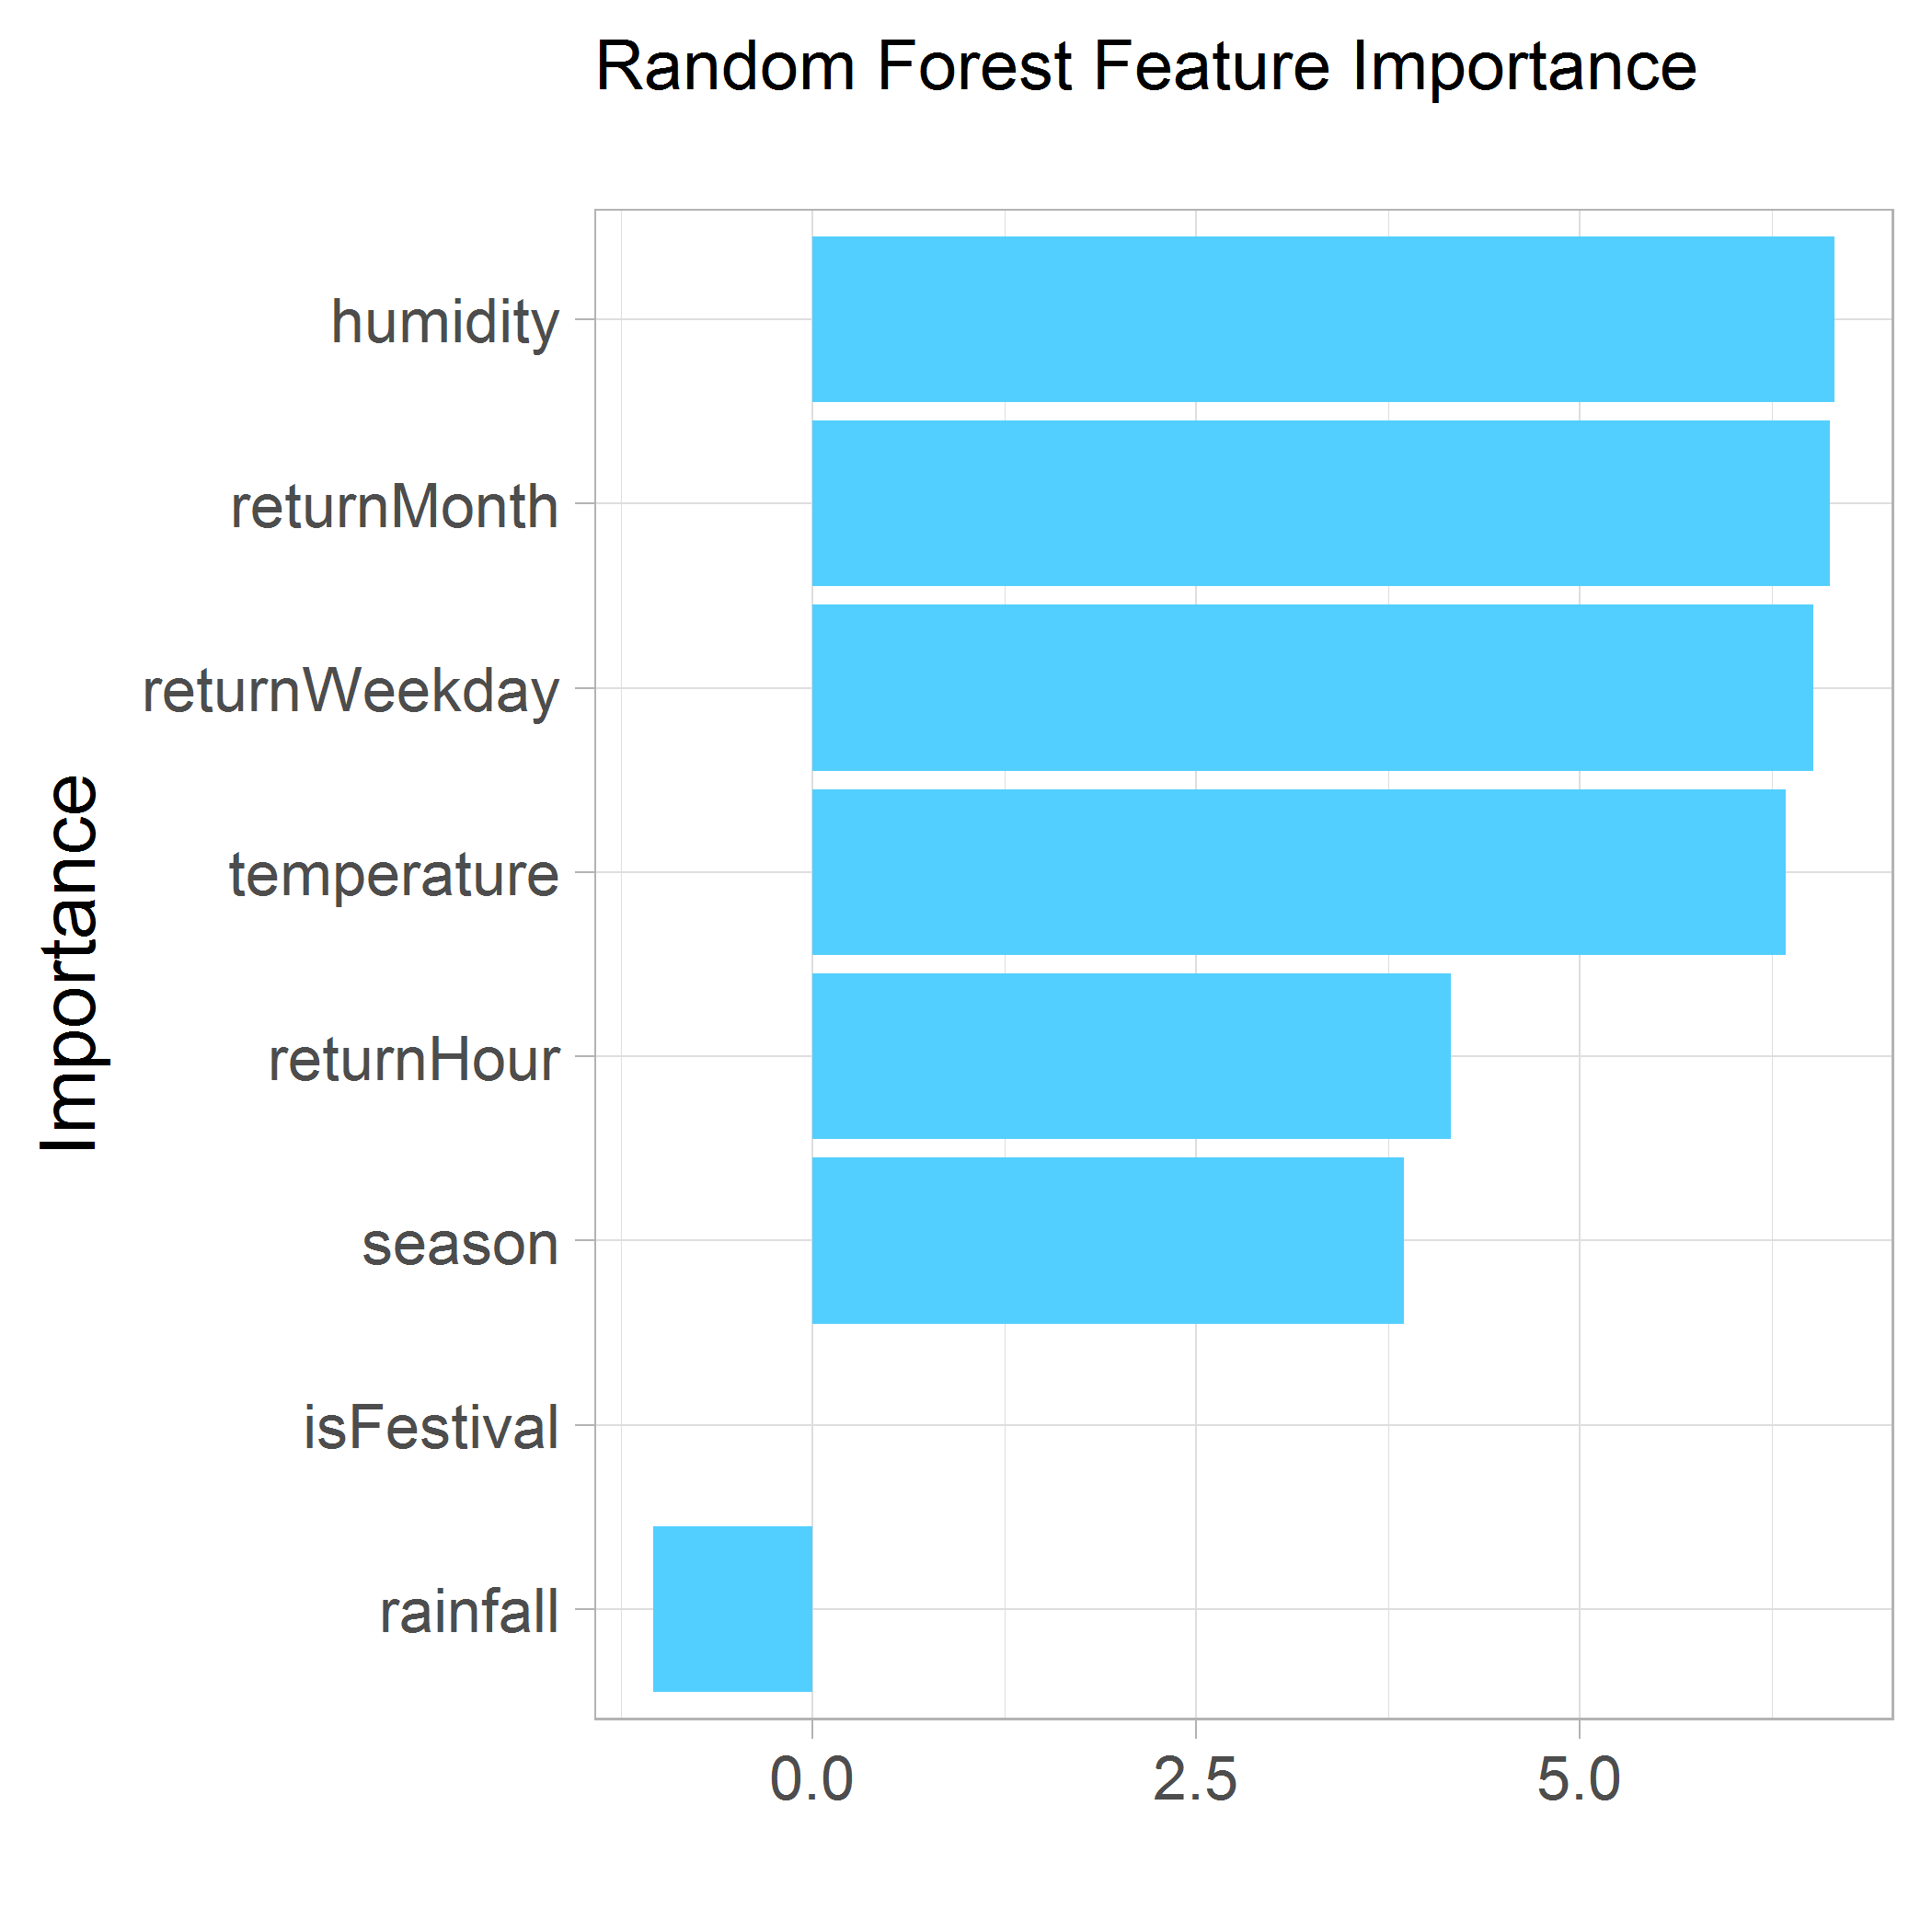 Random Forest Feature Importance
Importance
humidity
returnMonth
returnWeekday
temperature
returnHour
season
isFestival
rainfall
0.0 2.5 5.0